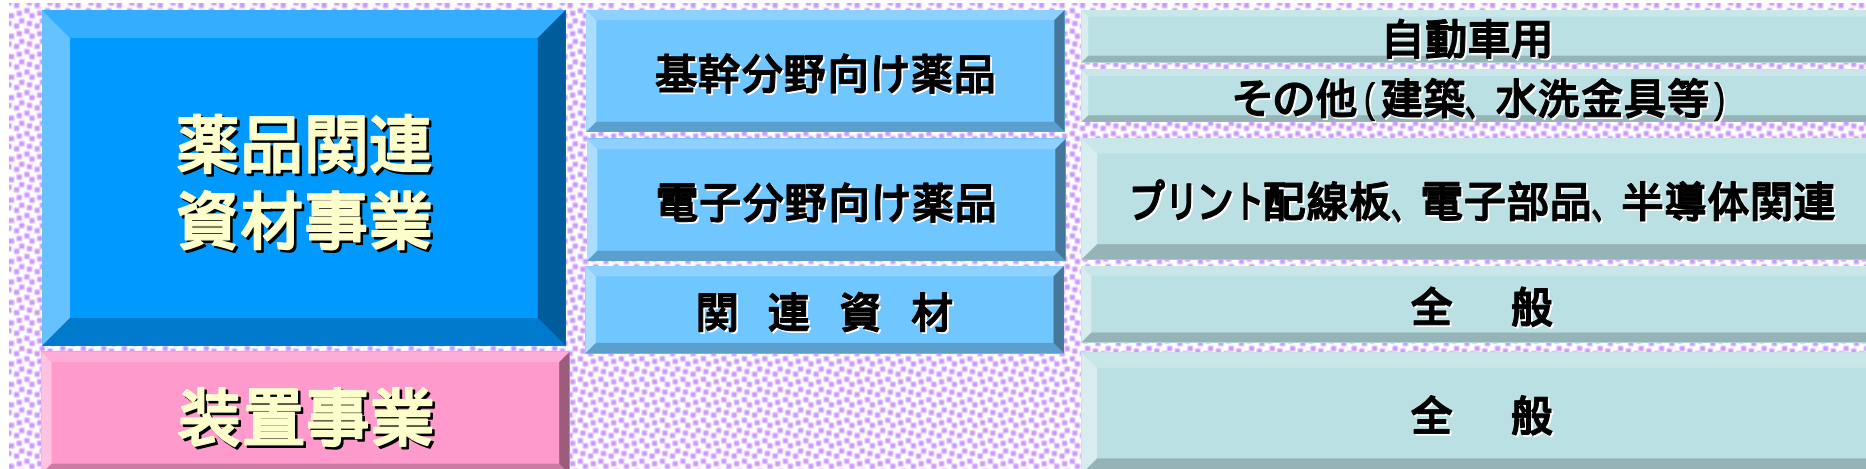 薬品関連
資材事業
基幹分野向け薬品
自動車用
その他(建築、水洗金具等)
電子分野向け薬品
プリント配線板、電子部品、半導体関連
関 連 資 材
全 般
装置事業
全 般